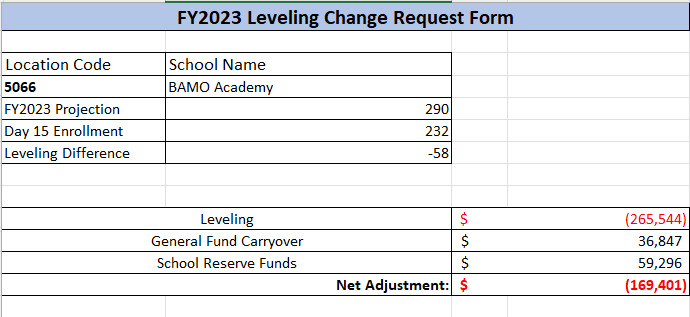 FY2023 Leveling Change Request Form
Location Code School Name
5066 BAMO Academy
FY2023 Projection 290
Day 15 Enrollment 232
Leveling Difference -58
Leveling $ (265,544)
General Fund Carryover $ 36,847
School Reserve Funds $ 59,296
Net Adjustment: $ (169,401)